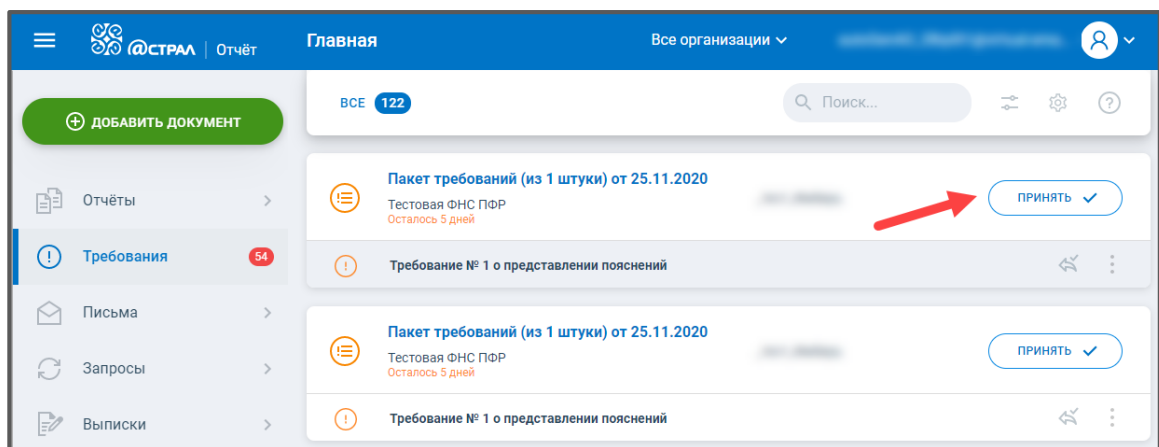 @СТРАЛ | Отчёт
Главная
Все организации
ДОБАВИТЬ ДОКУМЕНТ
ВСЕ 122
Поиск...
Отчёты
Требования 54
Письма
Запросы
Выписки
Пакет требований (из 1 штуки) от 25.11.2020
Тестовая ФНС ПФР
Осталось 5 дней
ПРИНЯТЬ
Требование № 1 о представлении пояснений
Пакет требований (из 1 штуки) от 25.11.2020
Тестовая ФНС ПФР
Осталось 5 дней
ПРИНЯТЬ
Требование № 1 о представлении пояснений